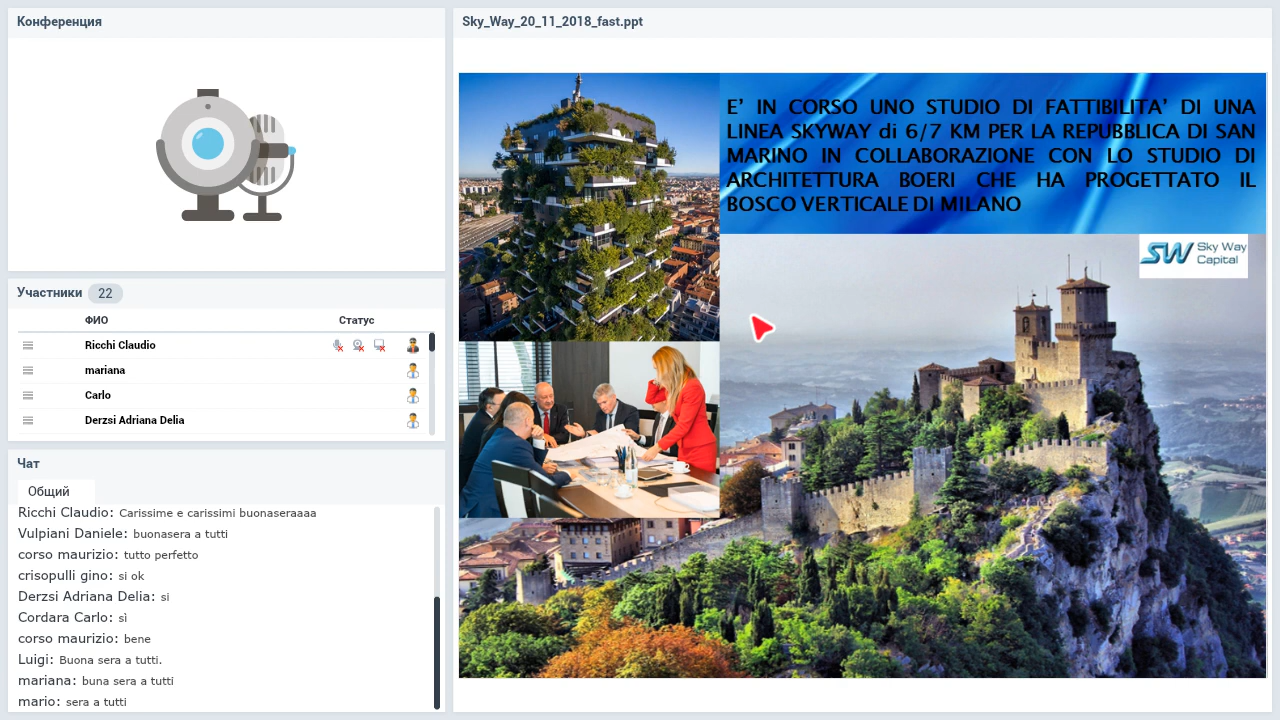 Конференция
Участники 22
ФИО Статус
Ricchi Claudio
mariana
Carlo
Derzsi Adriana Delia
Чат
Общий
Ricchi Claudio: Carissime e carissimi buonaseraaaa
Vulpiani Daniele: buonasera a tutti
corso maurizio: tutto perfetto
crisopulli gino: si ok
Derzsi Adriana Delia: si
Cordara Carlo: sì
corso maurizio: bene
Luigi: Buona sera a tutti.
mariana: buna sera a tutti
mario: sera a tutti
Sky_Way_20_11_2018_fast.ppt
E’ IN CORSO UNO STUDIO DI FATTIBILITA’ DI UNA
LINEA SKYWAY di 6/7 KM PER LA REPUBBLICA DI SAN
MARINO IN COLLABORAZIONE CON LO STUDIO DI
ARCHITETTURA BOERI CHE HA PROGETTATO IL
BOSCO VERTICALE DI MILANO
SW Sky Way
Capital